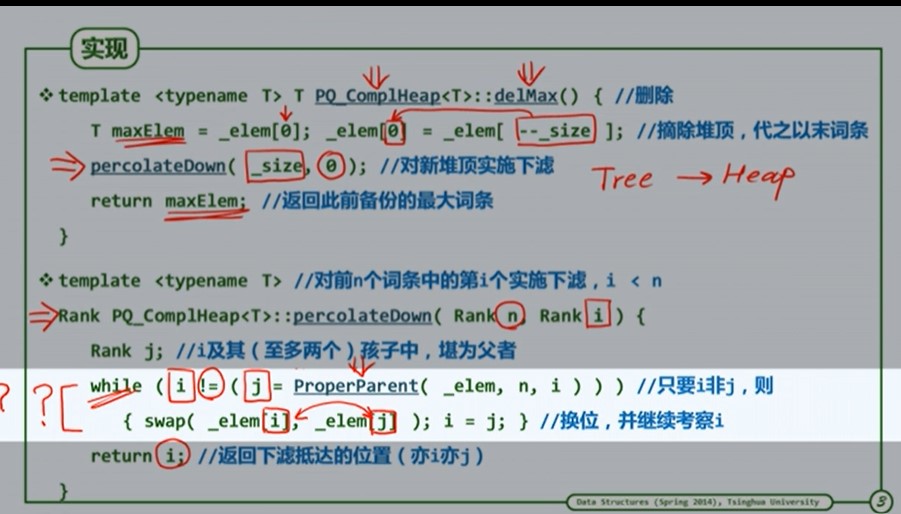 实现
❖ template <typename T> T PQ_ComplHeap<T>::delMax() { //删除
T maxElem = _elem[0]; _elem[0] = _elem[ --_size ]; //摘除堆顶，代之以末词条
percolateDown( _size, 0 ); //对新堆顶实施下滤
Tree → Heap
return maxElem; //返回此前备份的最大词条
}
❖ template <typename T> //对前n个词条中的第i个实施下滤，i < n
Rank PQ_ComplHeap<T>::percolateDown( Rank n, Rank i ) {
Rank j; //i及其（至多两个）孩子中，堪为父者
? ? while ( i != ( j = ProperParent( _elem, n, i ) ) ) //只要i非j，则
{ swap( _elem[i], _elem[j] ); i = j; } //换位，并继续考察i
return i; //返回下滤抵达的位置（亦i亦j）
}
Data Structures (Spring 2014), Tsinghua University
3